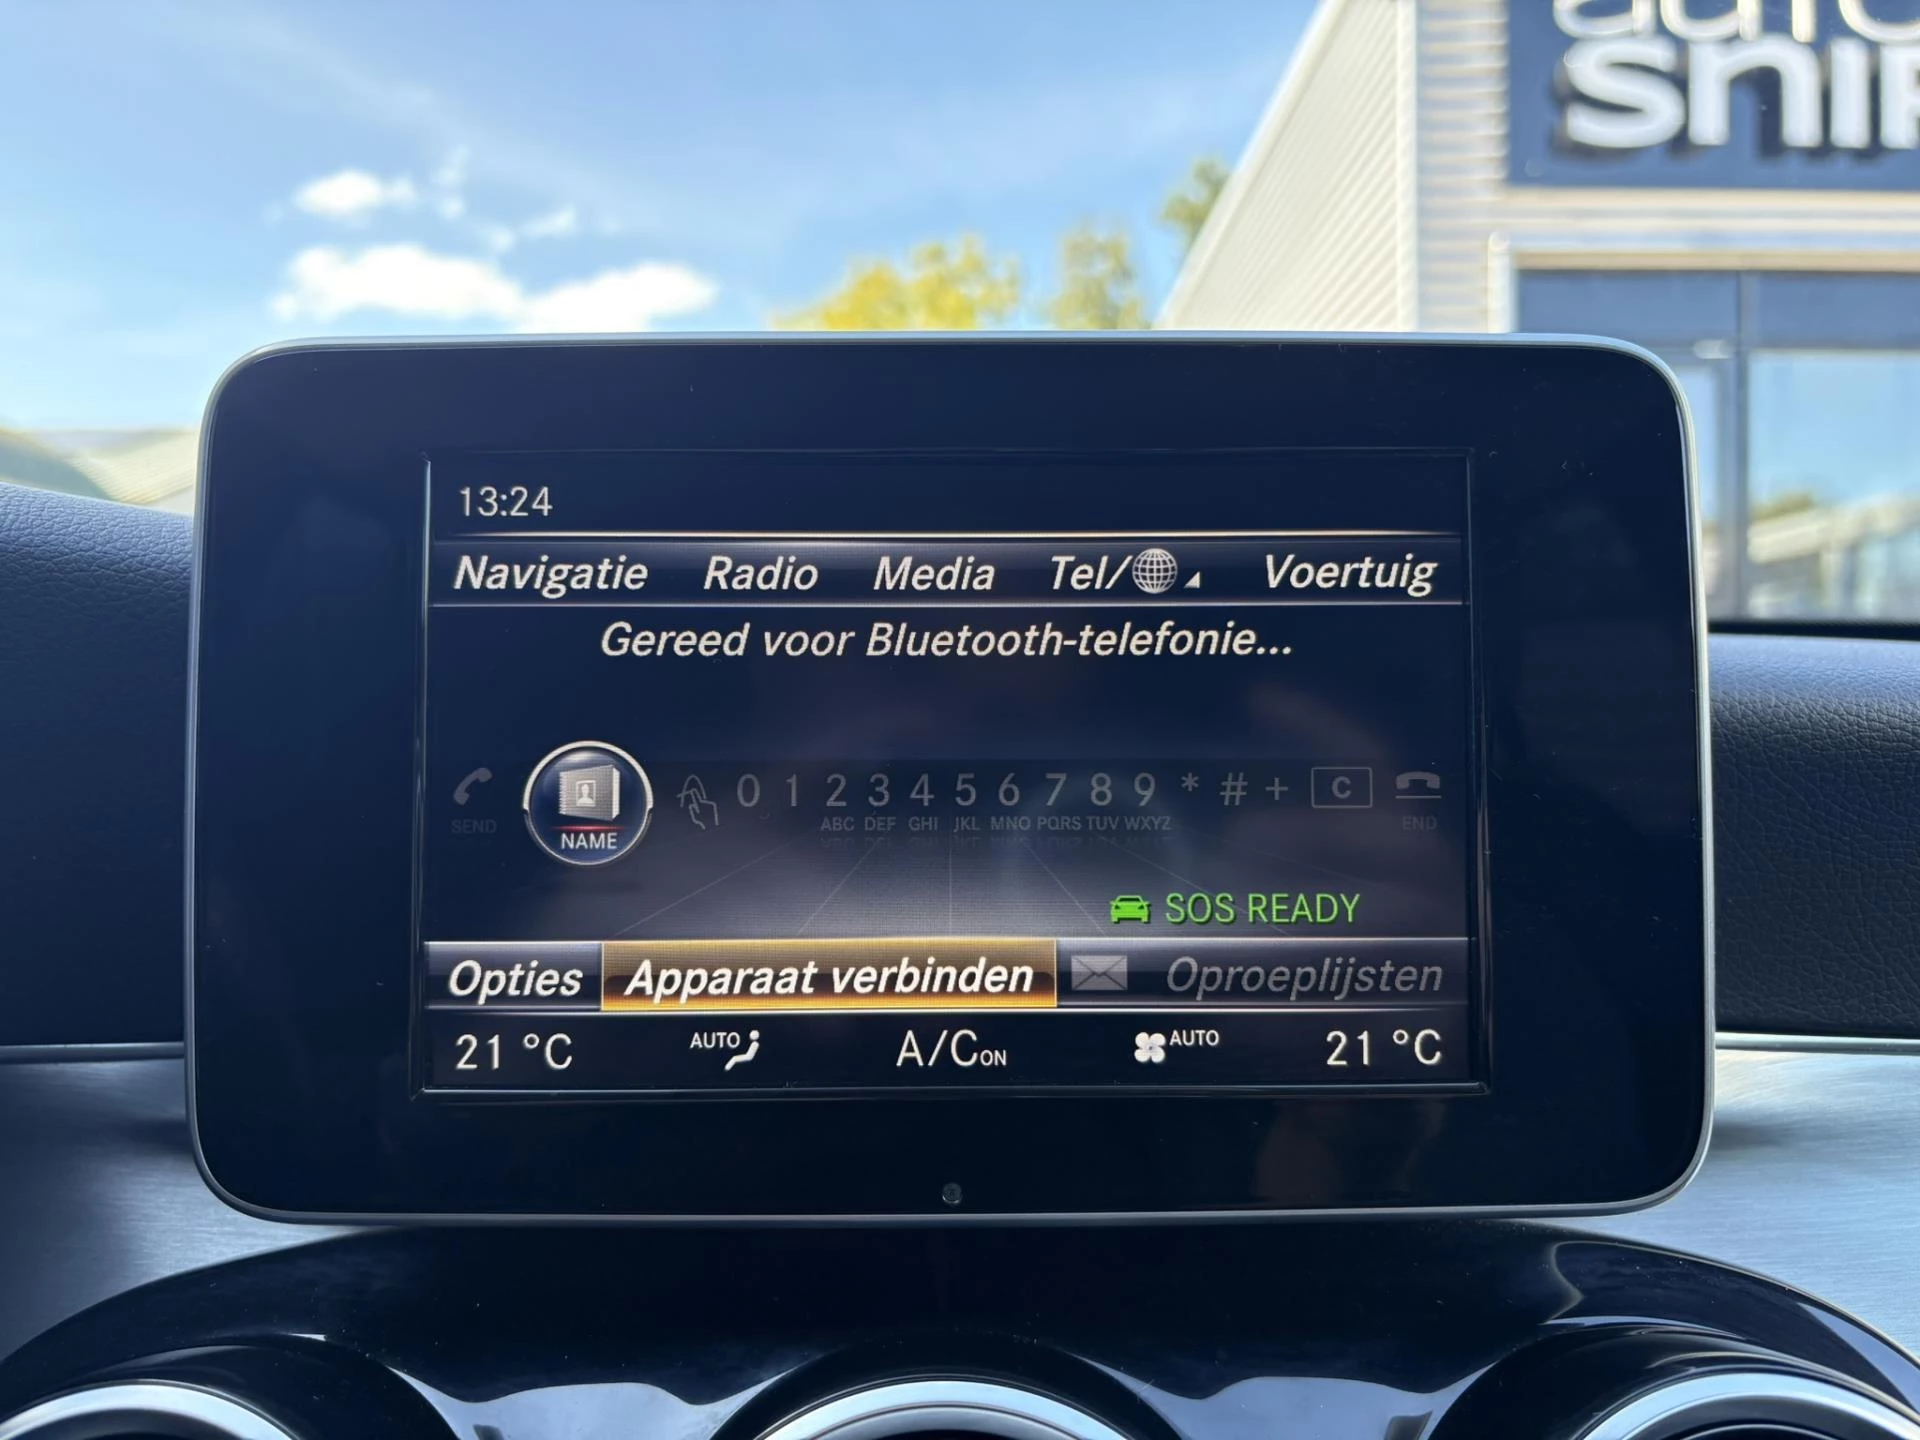 13:24
Navigatie Radio Media Tel/ Voertuig
Gereed voor Bluetooth-telefonie...
0 1 2 3 4 5 6 7 8 9 * # + C
SEND NAME ABC DEF GHI JKL MNO PQRS TUV WXYZ END
SOS READY
Opties Apparaat verbinden Oproeplijsten
21 °C AUTO A/C ON AUTO 21 °C